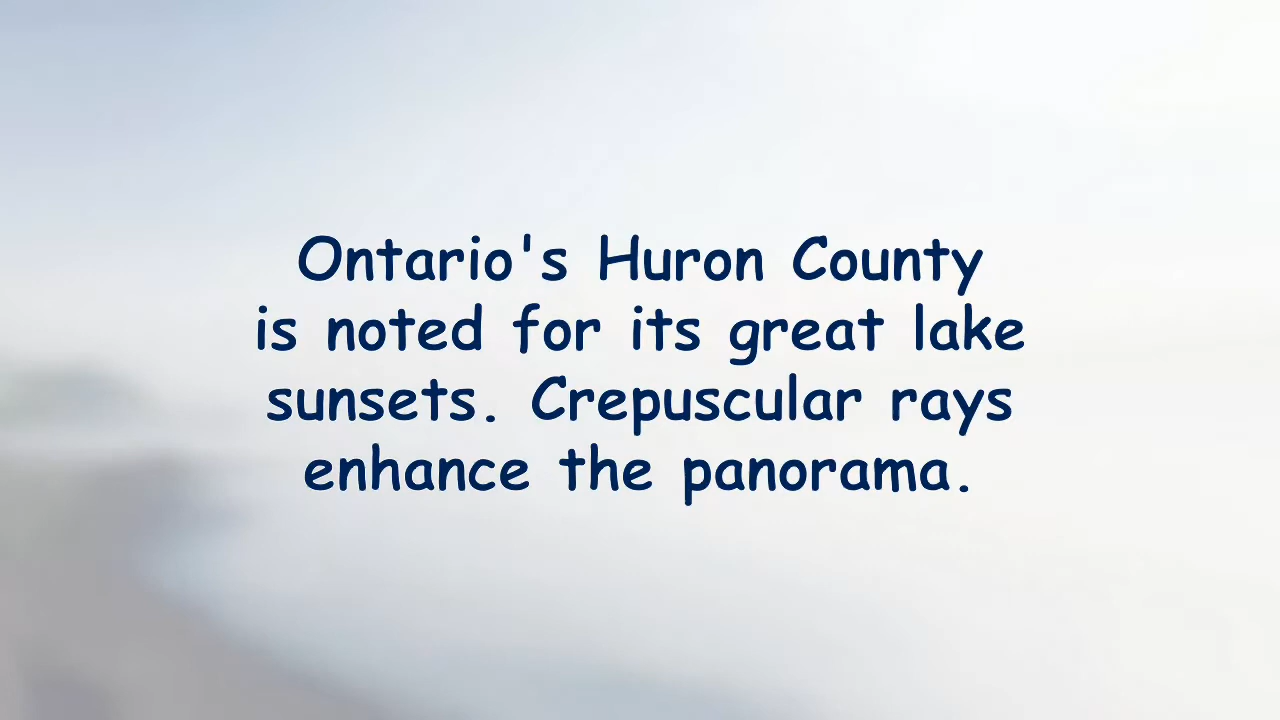 Ontario's Huron County
is noted for its great lake
sunsets. Crepuscular rays
enhance the panorama.